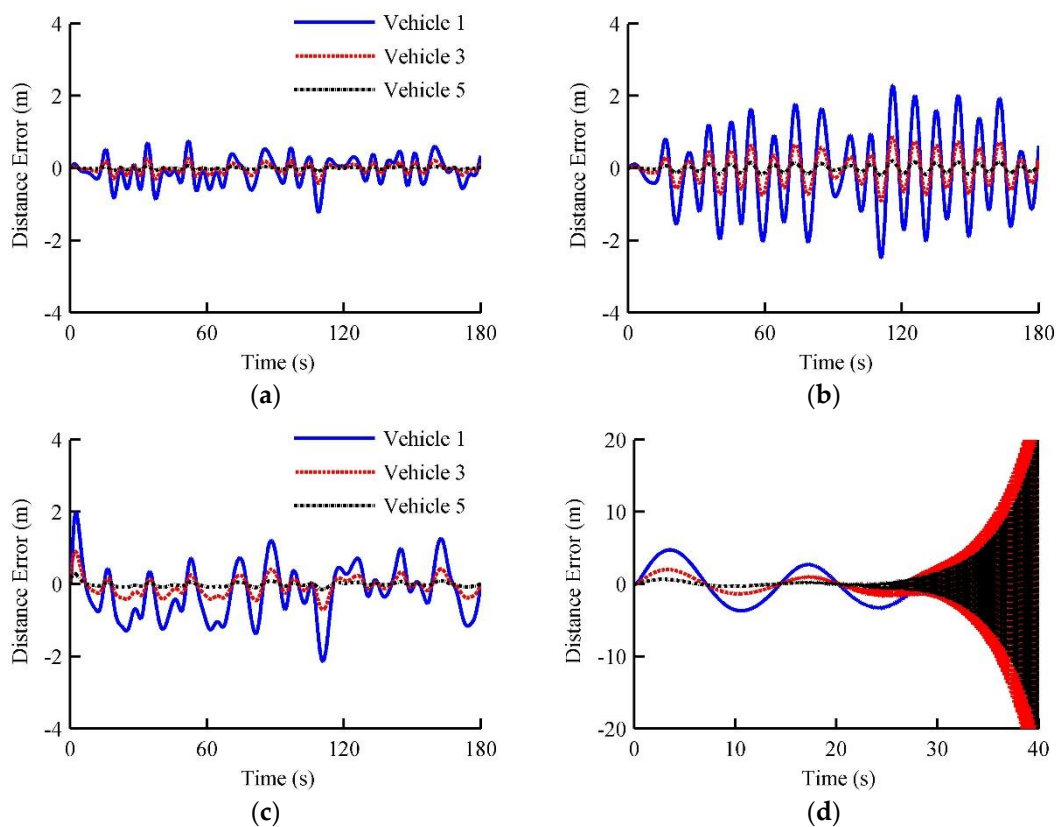 4
2
0
-2
-4
Distance Error (m)
Vehicle 1
Vehicle 3
Vehicle 5
0
60
120
180
Time (s)
(a)
4
2
0
-2
-4
Distance Error (m)
0
60
120
180
Time (s)
(b)
4
2
0
-2
-4
Distance Error (m)
Vehicle 1
Vehicle 3
Vehicle 5
0
60
120
180
Time (s)
(c)
20
10
0
-10
-20
Distance Error (m)
0
10
20
30
40
Time (s)
(d)